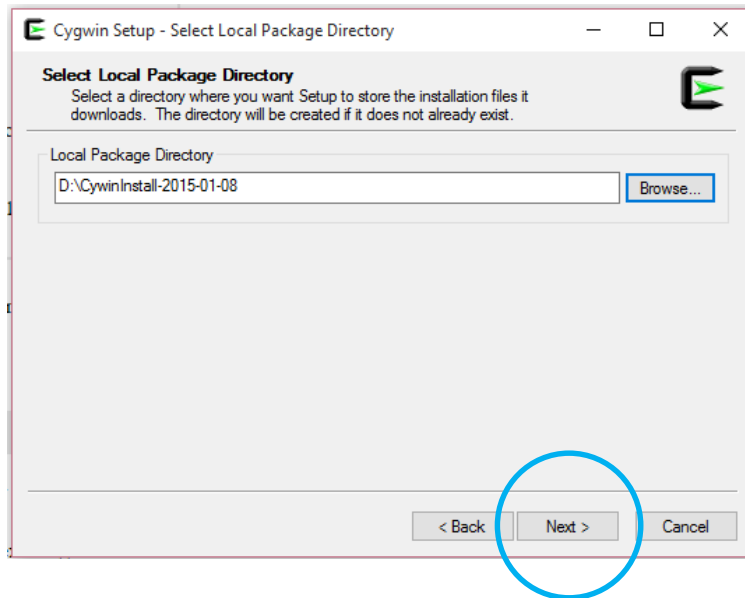 Cygwin Setup - Select Local Package Directory
Select Local Package Directory
Select a directory where you want Setup to store the installation files it
downloads. The directory will be created if it does not already exist.
Local Package Directory
D:\CywinInstall-2015-01-08
Browse...
< Back
Next >
Cancel